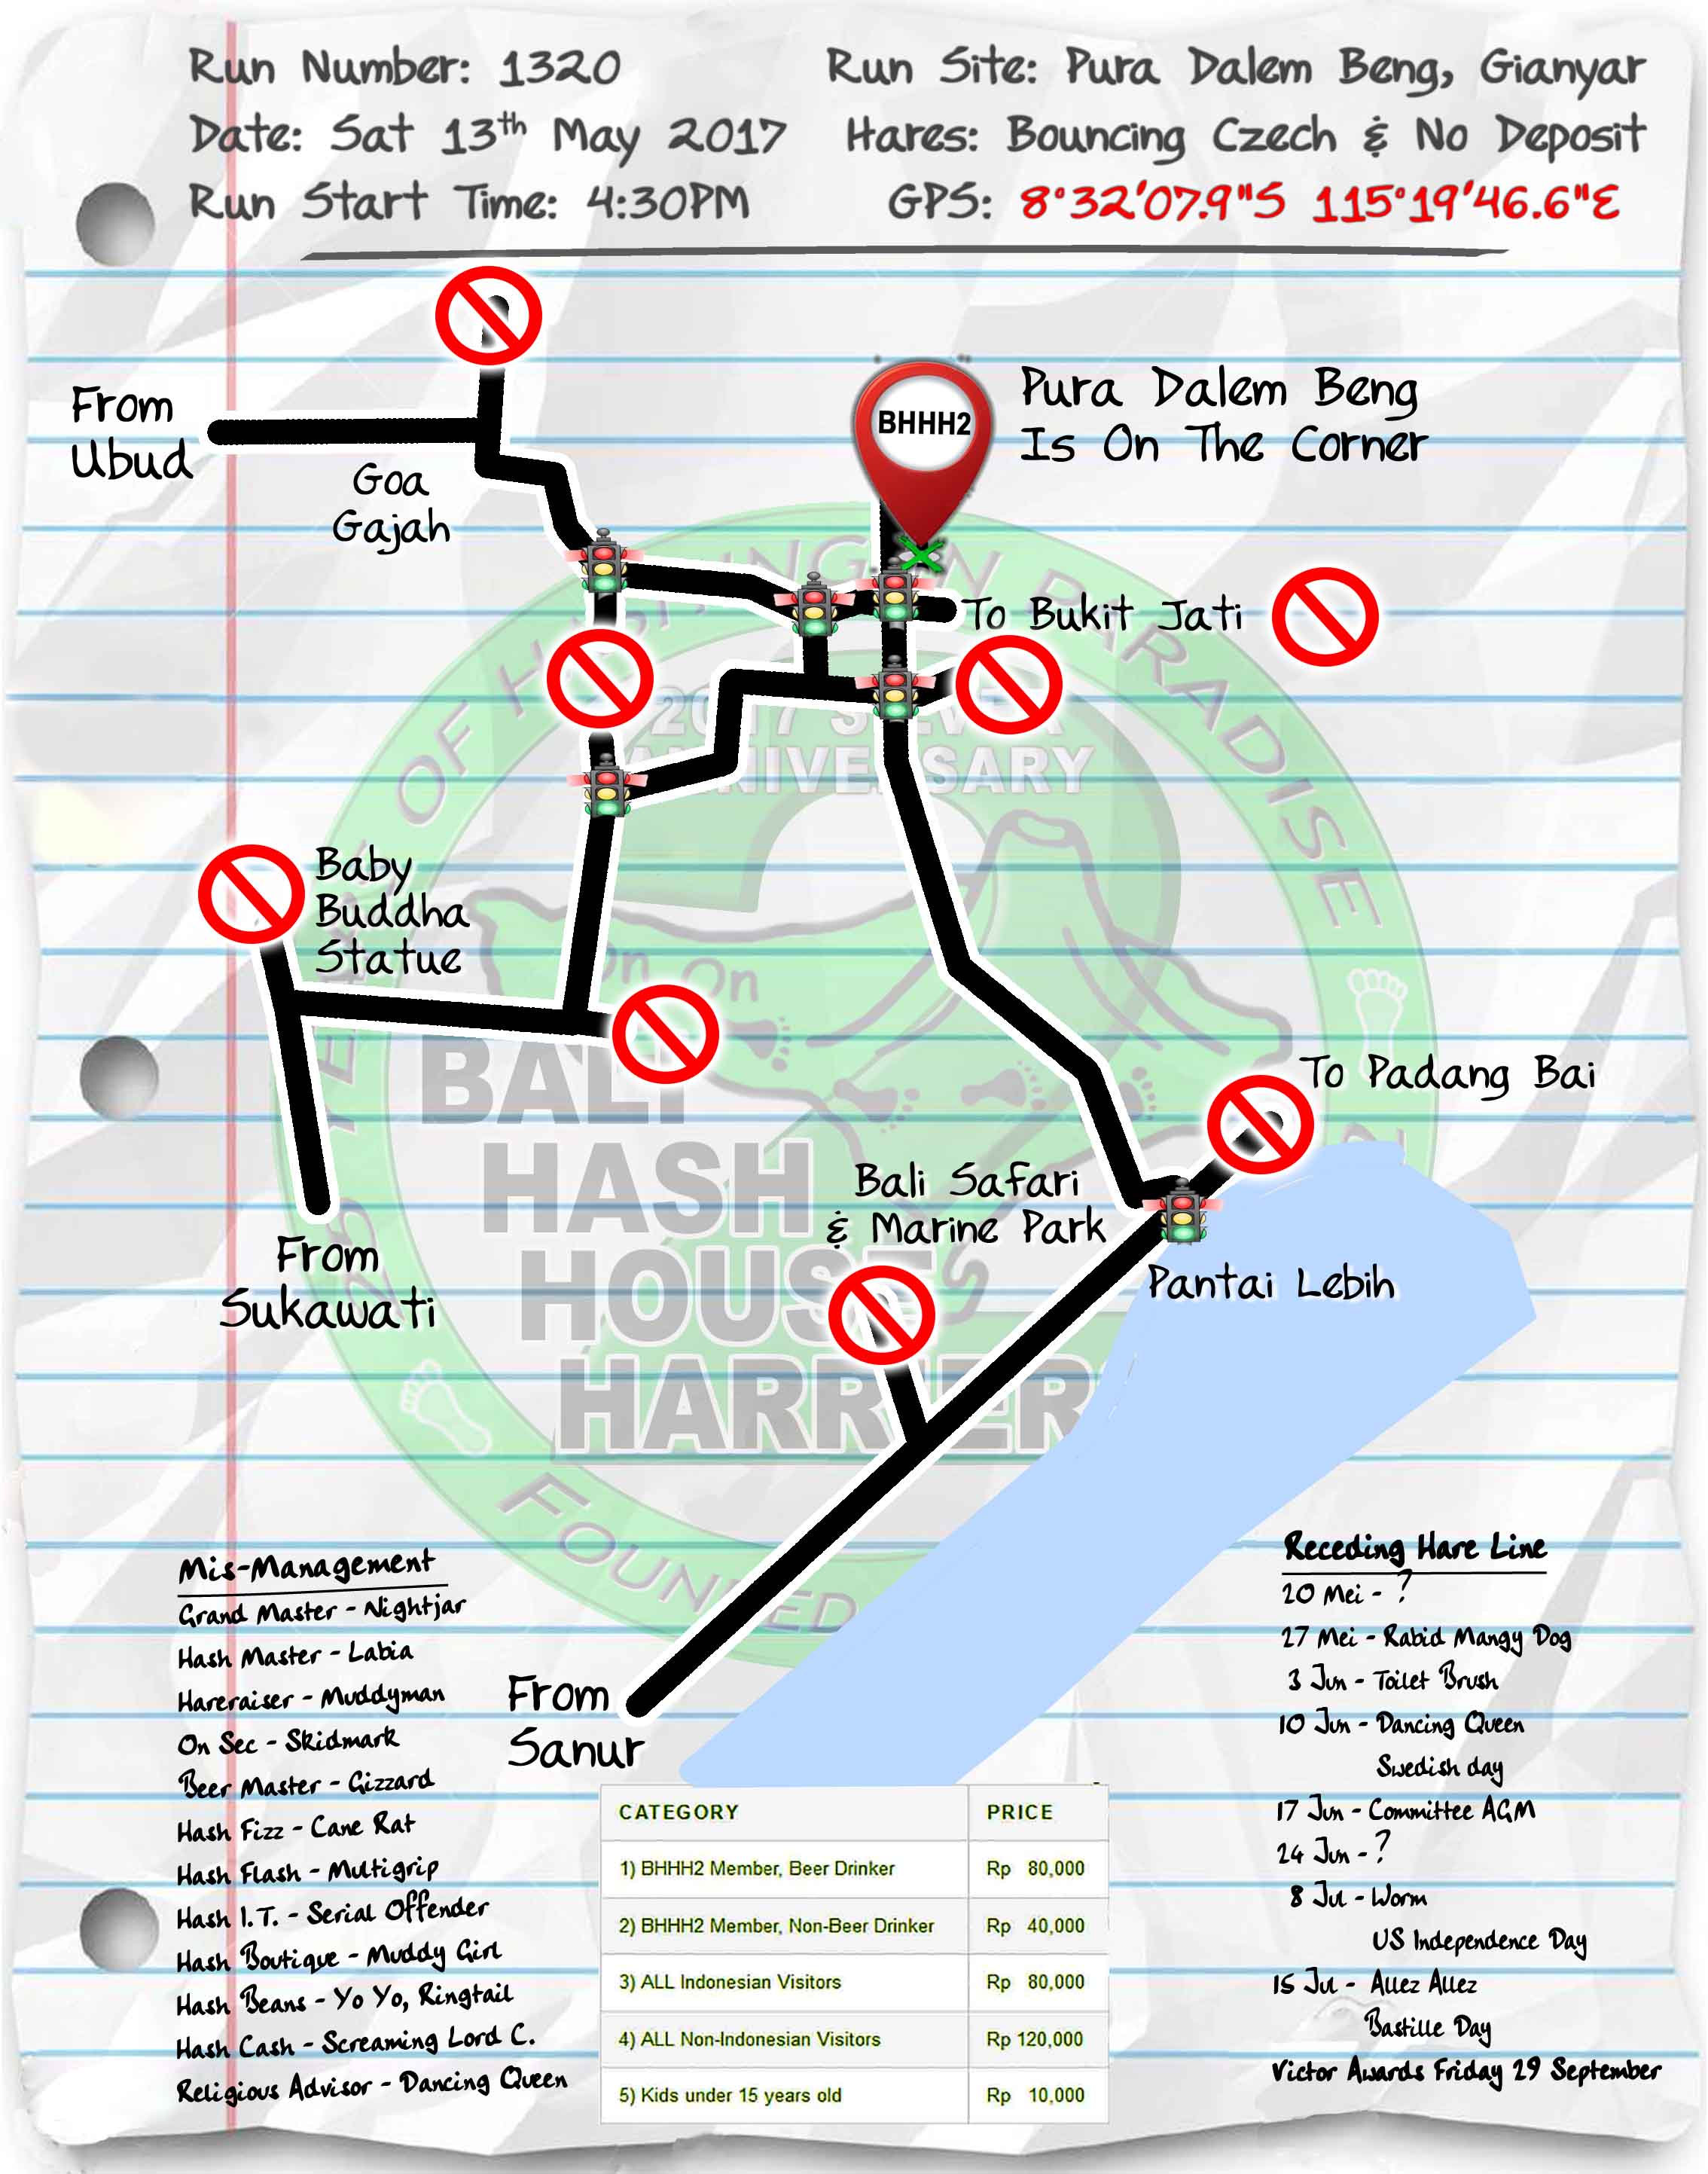 Run Number: 1320
Run Site: Pura Dalem Beng, Gianyar
Date: Sat 13th May 2017
Hares: Bouncing Czech & No Deposit
Run Start Time: 4:30PM
GPS: 8°32'07.9"S 115°19'46.6"E
From
Ubud
Goa
Gajah
BHHH2
Pura Dalem Beng
Is On The Corner
To Bukit Jati
OF HASHING IN PARADISE
2017 SILVER
ANNIVERSARY
Baby
Buddha
Statue
On On
BALI
HASH
HOUSE
HARRIERS
FOUNDED
25
To Padang Bai
Bali Safari
& Marine Park
Pantai Lebih
From
Sukawati
From
Sanur
Mis-Management
Grand Master - Nightjar
Hash Master - Labia
Hareraiser - Muddyman
On Sec - Skidmark
Beer Master - Gizzard
Hash Fizz - Cane Rat
Hash Flash - Multigrip
Hash I.T. - Serial Offender
Hash Boutique - Muddy Girl
Hash Beans - Yo Yo, Ringtail
Hash Cash - Screaming Lord C.
Religious Advisor - Dancing Queen
CATEGORY PRICE
1) BHHH2 Member, Beer Drinker Rp 80,000
2) BHHH2 Member, Non-Beer Drinker Rp 40,000
3) ALL Indonesian Visitors Rp 80,000
4) ALL Non-Indonesian Visitors Rp 120,000
5) Kids under 15 years old Rp 10,000
Receding Hare Line
20 Mei - ?
27 Mei - Rabid Mangy Dog
3 Jun - Toilet Brush
10 Jun - Dancing Queen
Swedish day
17 Jun - Committee AGM
24 Jun - ?
8 Jul - Worm
US Independence Day
15 Jul - Allez Allez
Bastille Day
Victor Awards Friday 29 September